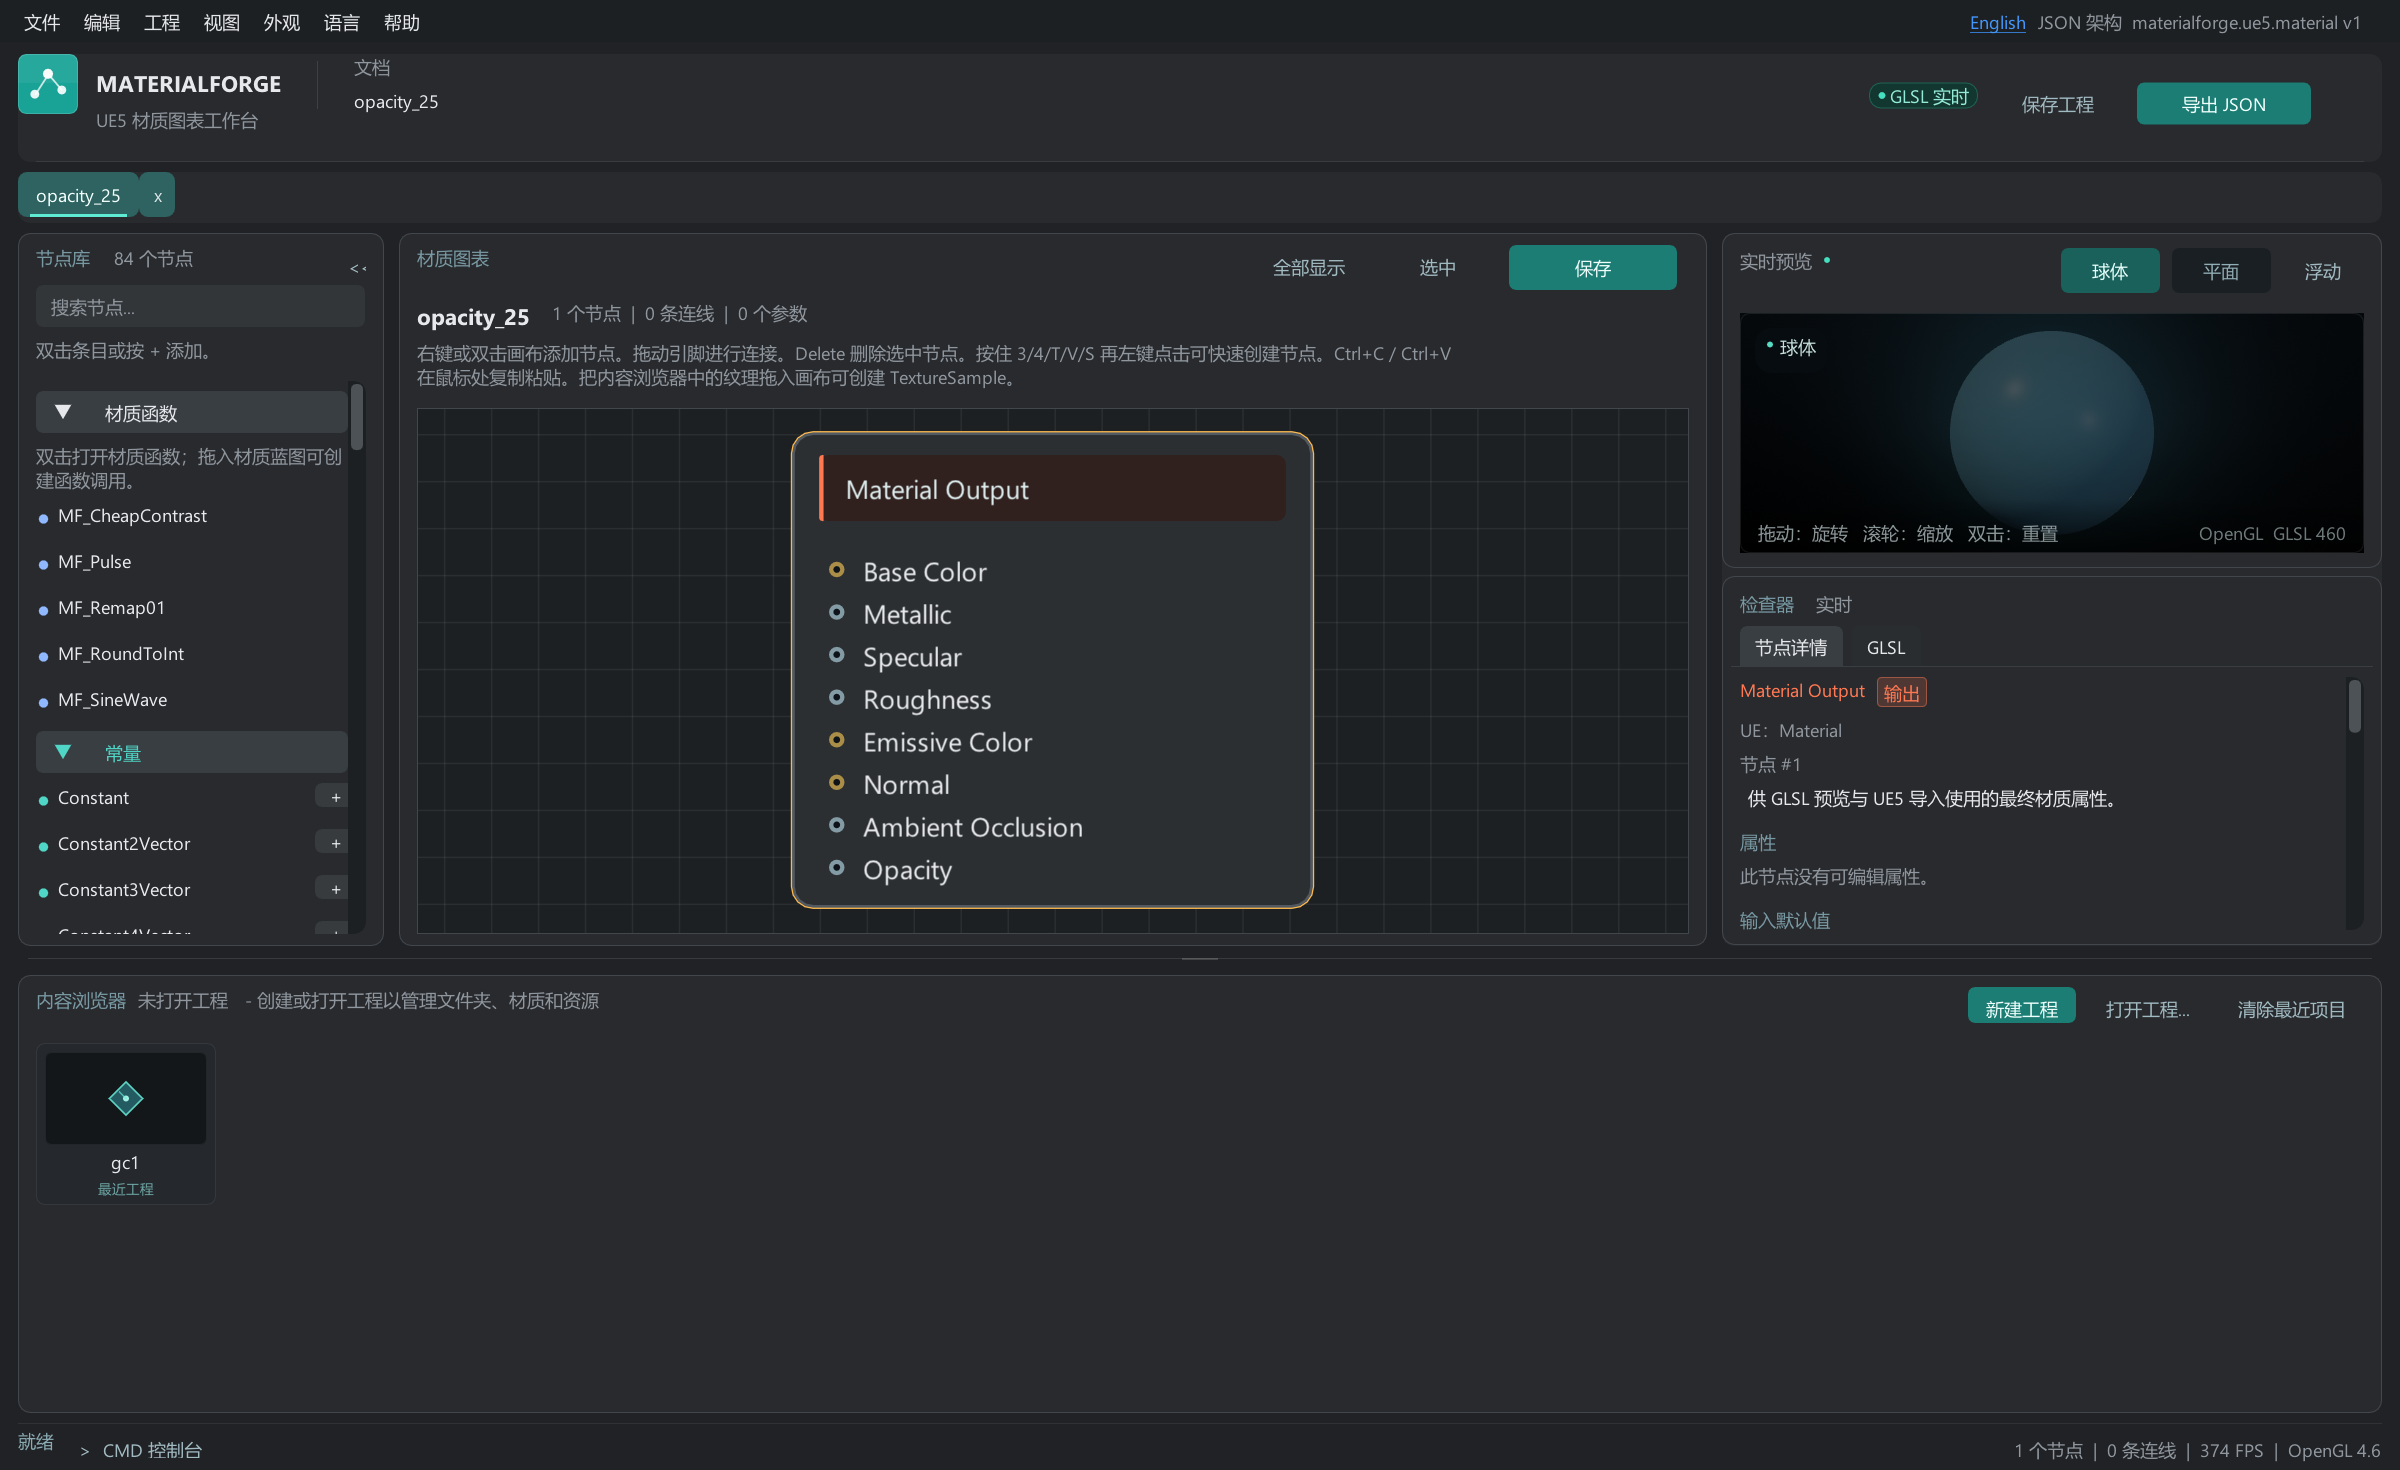 文件 编辑 工程 视图 外观 语言 帮助
English JSON 架构 materialforge.ue5.material v1
MATERIALFORGE
UE5 材质图表工作台
文档
opacity_25
GLSL 实时
保存工程
导出 JSON
opacity_25 x
节点库 84 个节点
<<
搜索节点...
双击条目或按 + 添加。
材质函数
双击打开材质函数；拖入材质蓝图可创
建函数调用。
MF_CheapContrast
MF_Pulse
MF_Remap01
MF_RoundToInt
MF_SineWave
常量
Constant +
Constant2Vector +
Constant3Vector +
Constant4Vector +
材质图表
全部显示 选中 保存
opacity_25 1 个节点 | 0 条连线 | 0 个参数
右键或双击画布添加节点。拖动引脚进行连接。Delete 删除选中节点。按住 3/4/T/V/S 再左键点击可快速创建节点。Ctrl+C / Ctrl+V
在鼠标处复制粘贴。把内容浏览器中的纹理拖入画布可创建 TextureSample。
Material Output
Base Color
Metallic
Specular
Roughness
Emissive Color
Normal
Ambient Occlusion
Opacity
实时预览
球体 平面 浮动
球体
拖动：旋转 滚轮：缩放 双击：重置
OpenGL GLSL 460
检查器 实时
节点详情 GLSL
Material Output 输出
UE：Material
节点 #1
供 GLSL 预览与 UE5 导入使用的最终材质属性。
属性
此节点没有可编辑属性。
输入默认值
内容浏览器 未打开工程 - 创建或打开工程以管理文件夹、材质和资源
新建工程 打开工程... 清除最近项目
gc1
最近工程
就绪 > CMD 控制台
1 个节点 | 0 条连线 | 374 FPS | OpenGL 4.6